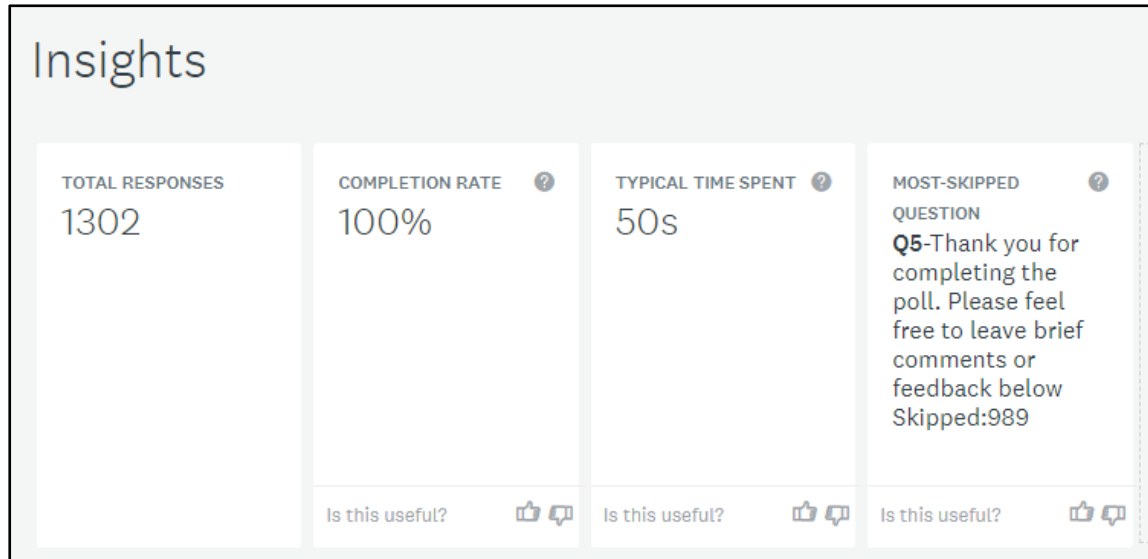 Insights
TOTAL RESPONSES
1302
COMPLETION RATE
100%
Is this useful?
TYPICAL TIME SPENT
50s
Is this useful?
MOST-SKIPPED
QUESTION
Q5-Thank you for
completing the
poll. Please feel
free to leave brief
comments or
feedback below
Skipped:989
Is this useful?